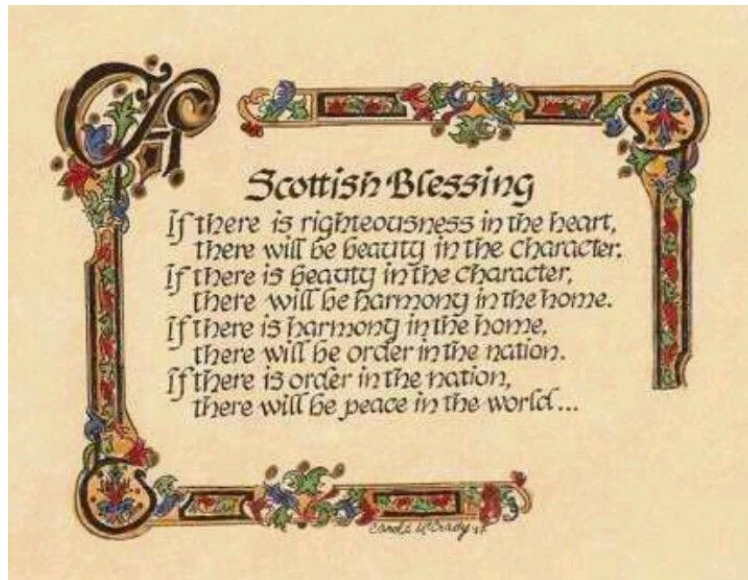 A Scottish Blessing
If there is righteousness in the heart,
there will be beauty in the character.
If there is beauty in the character,
there will be harmony in the home.
If there is harmony in the home,
there will be order in the nation.
If there is order in the nation,
there will be peace in the world...
Carole McCrady